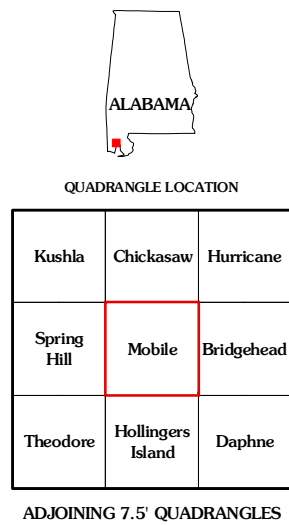 ALABAMA
QUADRANGLE LOCATION
Kushla
Chickasaw
Hurricane
Spring
Hill
Mobile
Bridgehead
Theodore
Hollingers
Island
Daphne
ADJOINING 7.5' QUADRANGLES